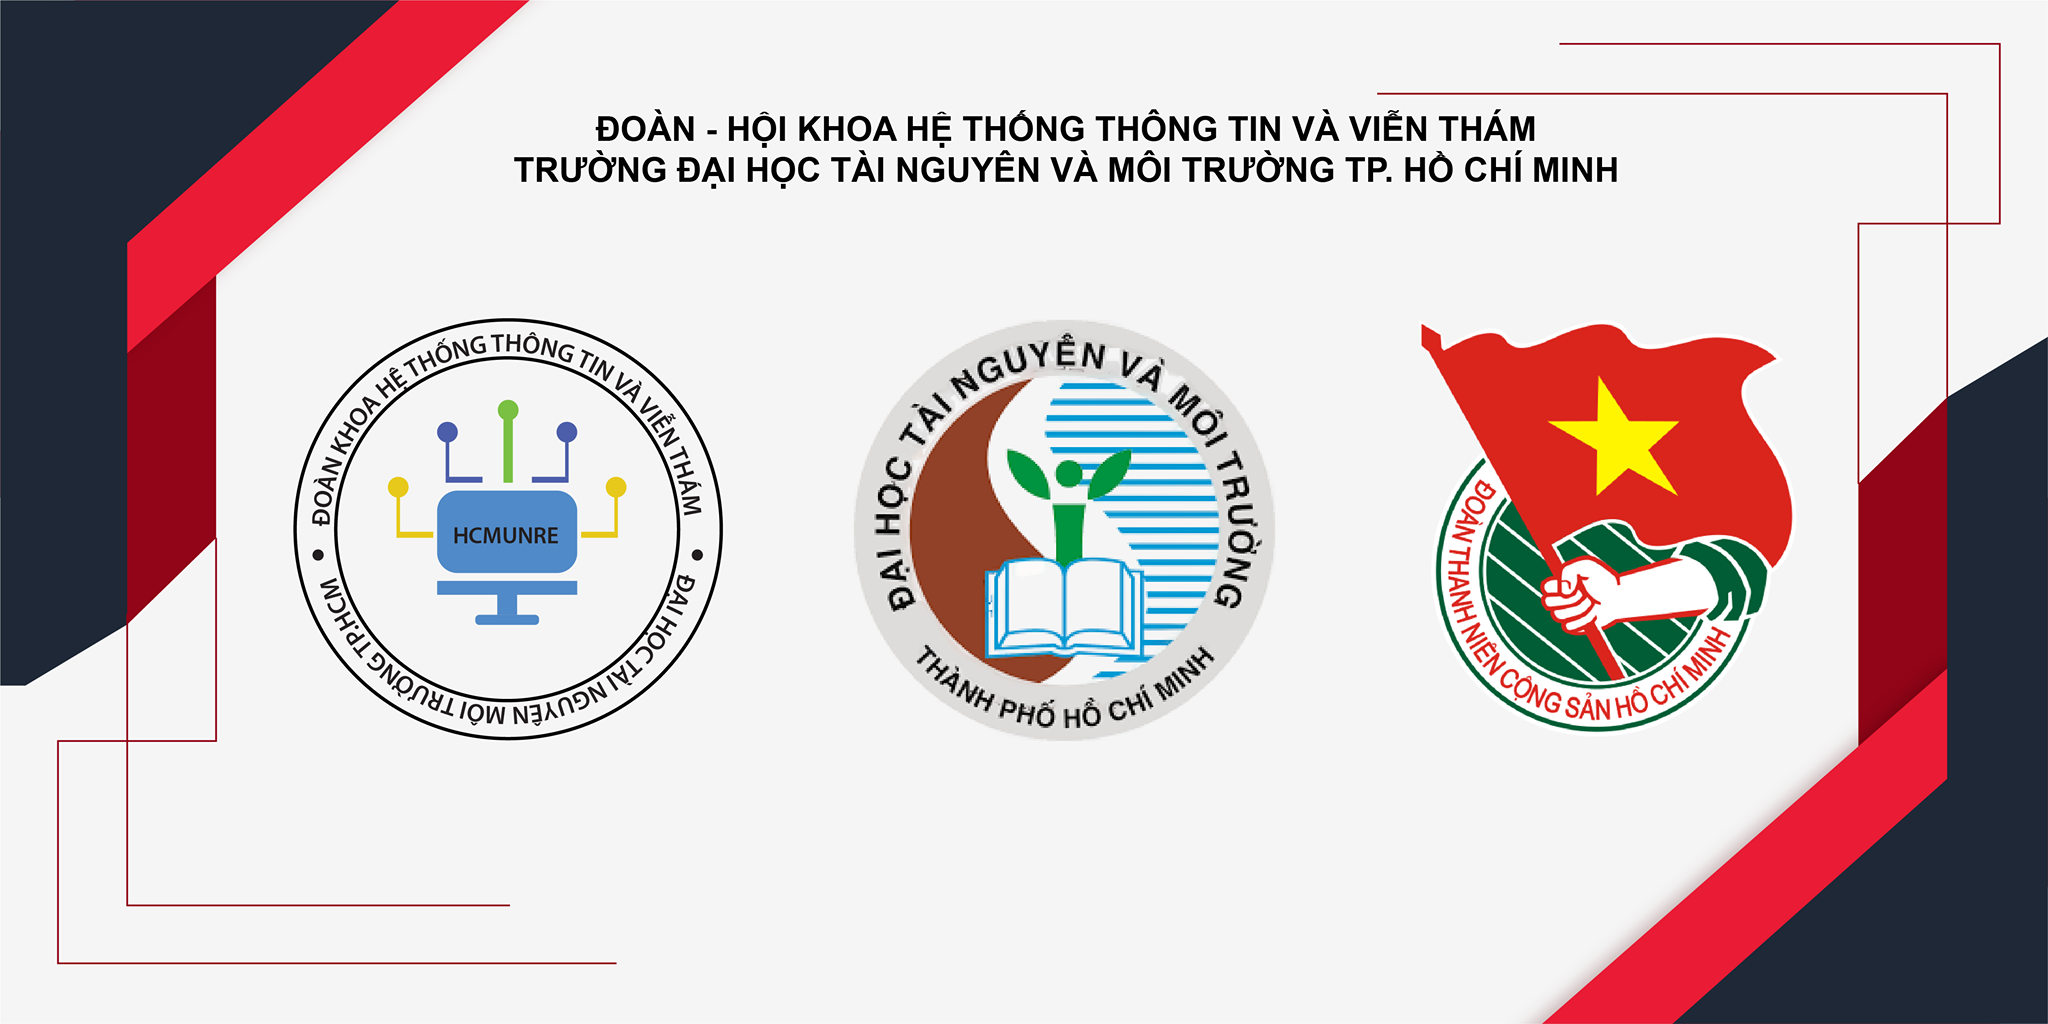 ĐOÀN - HỘI KHOA HỆ THỐNG THÔNG TIN VÀ VIỄN THÁM
TRƯỜNG ĐẠI HỌC TÀI NGUYÊN VÀ MÔI TRƯỜNG TP. HỒ CHÍ MINH
ĐOÀN KHOA HỆ THỐNG THÔNG TIN VÀ VIỄN THÁM
HCMUNRE
ĐẠI HỌC TÀI NGUYÊN MÔI TRƯỜNG TP.HCM
ĐẠI HỌC TÀI NGUYÊN VÀ MÔI TRƯỜNG
THÀNH PHỐ HỒ CHÍ MINH
ĐOÀN THANH NIÊN CỘNG SẢN HỒ CHÍ MINH